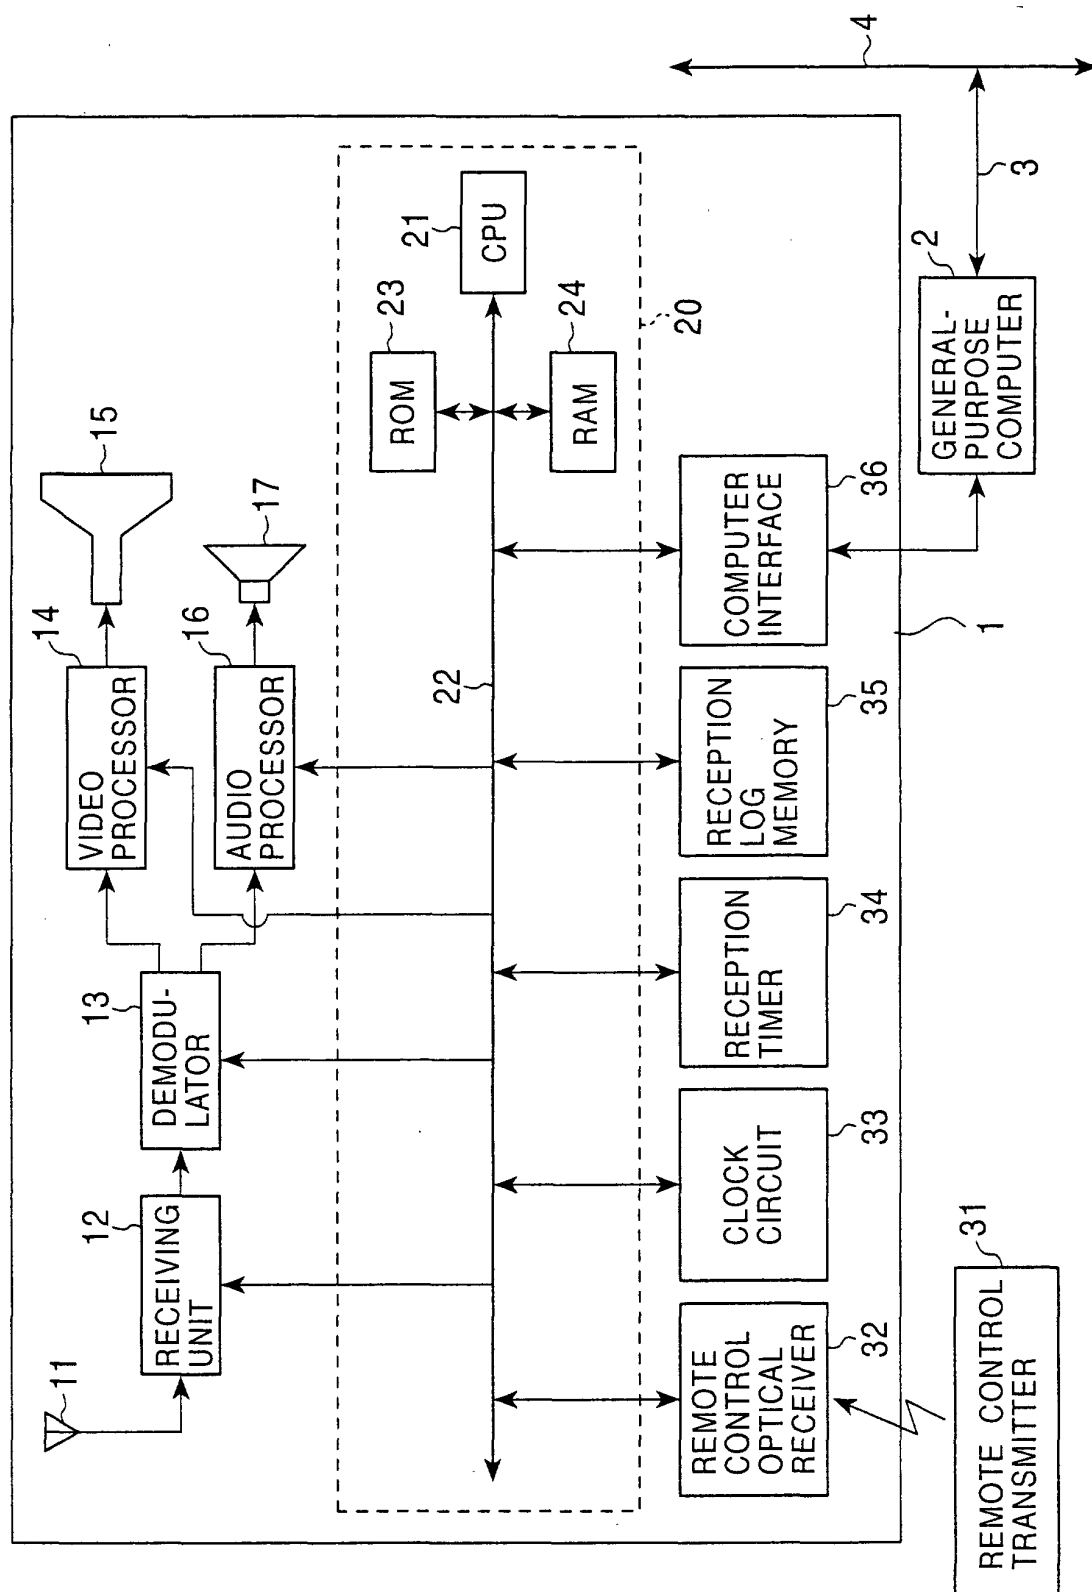 11
12
RECEIVING
UNIT
13
DEMODU-
LATOR
14
VIDEO
PROCESSOR
15
16
AUDIO
PROCESSOR
17
22
23
ROM
21
CPU
24
RAM
20
REMOTE
CONTROL
OPTICAL
RECEIVER
32
CLOCK
CIRCUIT
33
RECEPTION
TIMER
34
RECEPTION
LOG
MEMORY
35
COMPUTER
INTERFACE
36
1
2
GENERAL-
PURPOSE
COMPUTER
3
4
31
REMOTE CONTROL
TRANSMITTER